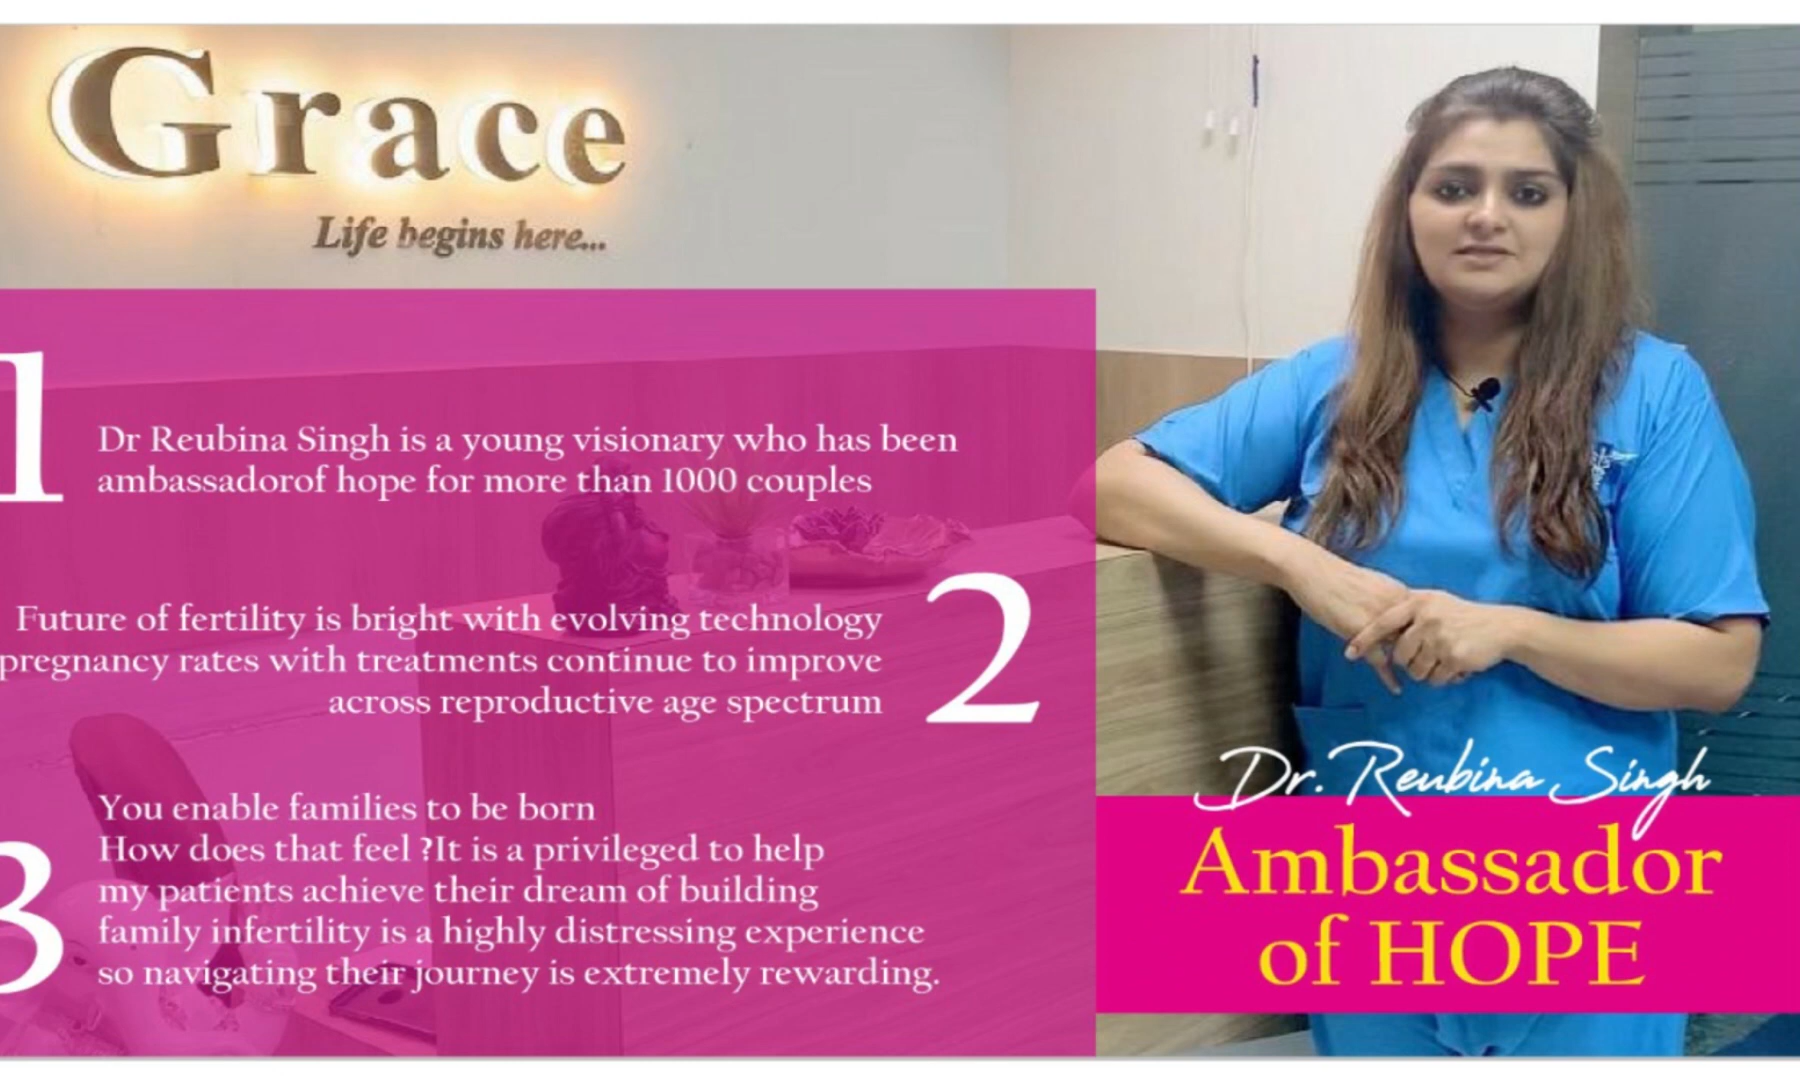 Grace
Life begins here...
1
Dr Reubina Singh is a young visionary who has been
ambassadorof hope for more than 1000 couples
2
Future of fertility is bright with evolving technology
pregnancy rates with treatments continue to improve
across reproductive age spectrum
3
You enable families to be born
How does that feel ?It is a privileged to help
my patients achieve their dream of building
family infertility is a highly distressing experience
so navigating their journey is extremely rewarding.
Dr. Reubina Singh
Ambassador
of HOPE